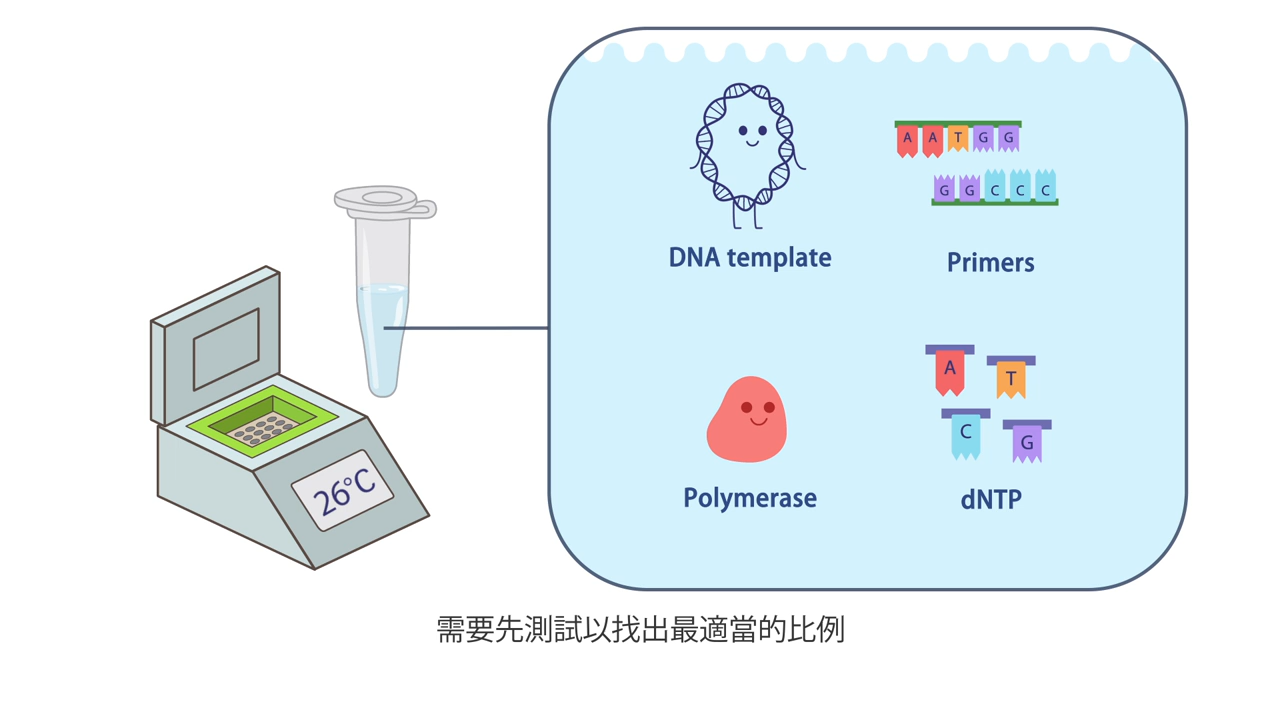 A A T G G
G G C C C
DNA template
Primers
A
T
C
G
Polymerase
dNTP
26°C
需要先測試以找出最適當的比例